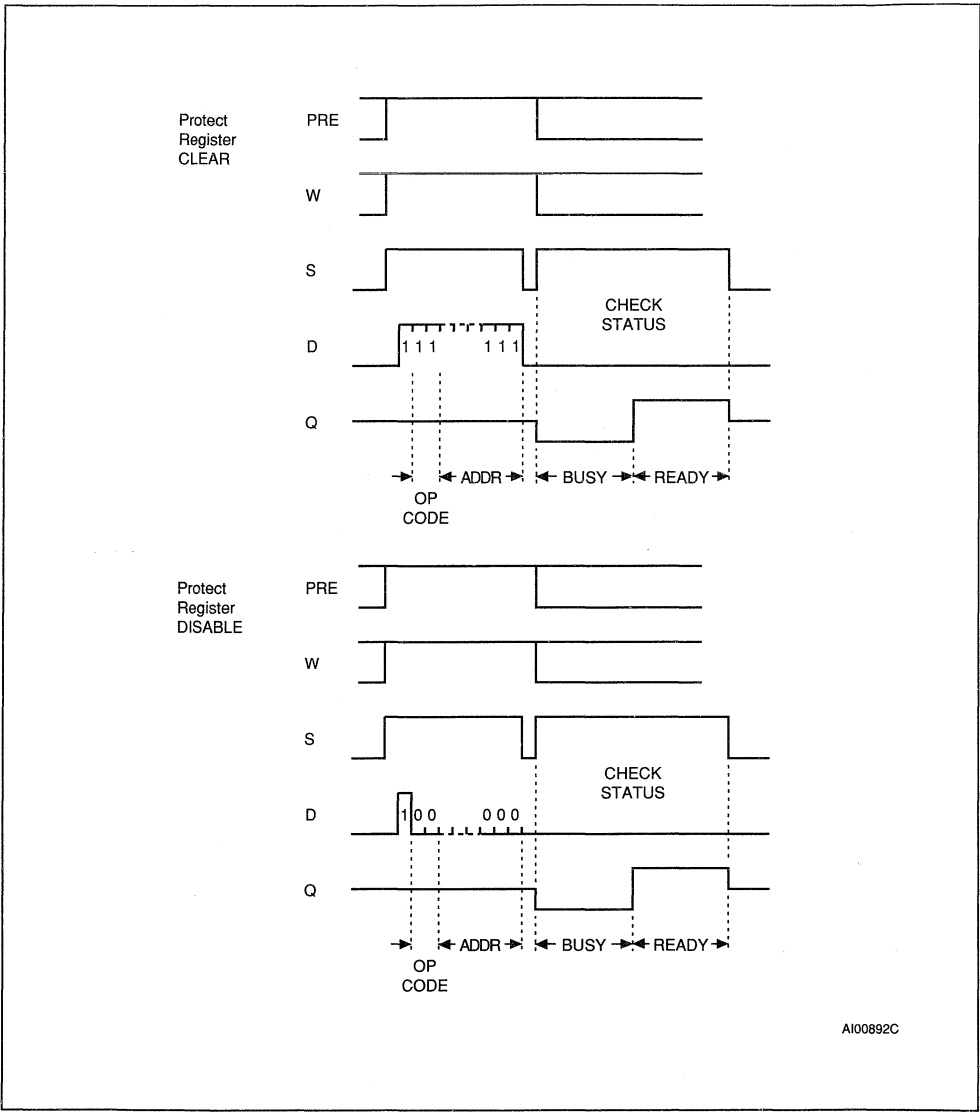 Protect
Register
CLEAR
PRE
W
S
CHECK
STATUS
D
1 1 1 1 1 1
Q
ADDR BUSY READY
OP
CODE
Protect
Register
DISABLE
PRE
W
S
CHECK
STATUS
D
1 0 0 0 0 0
Q
ADDR BUSY READY
OP
CODE
AI00892C